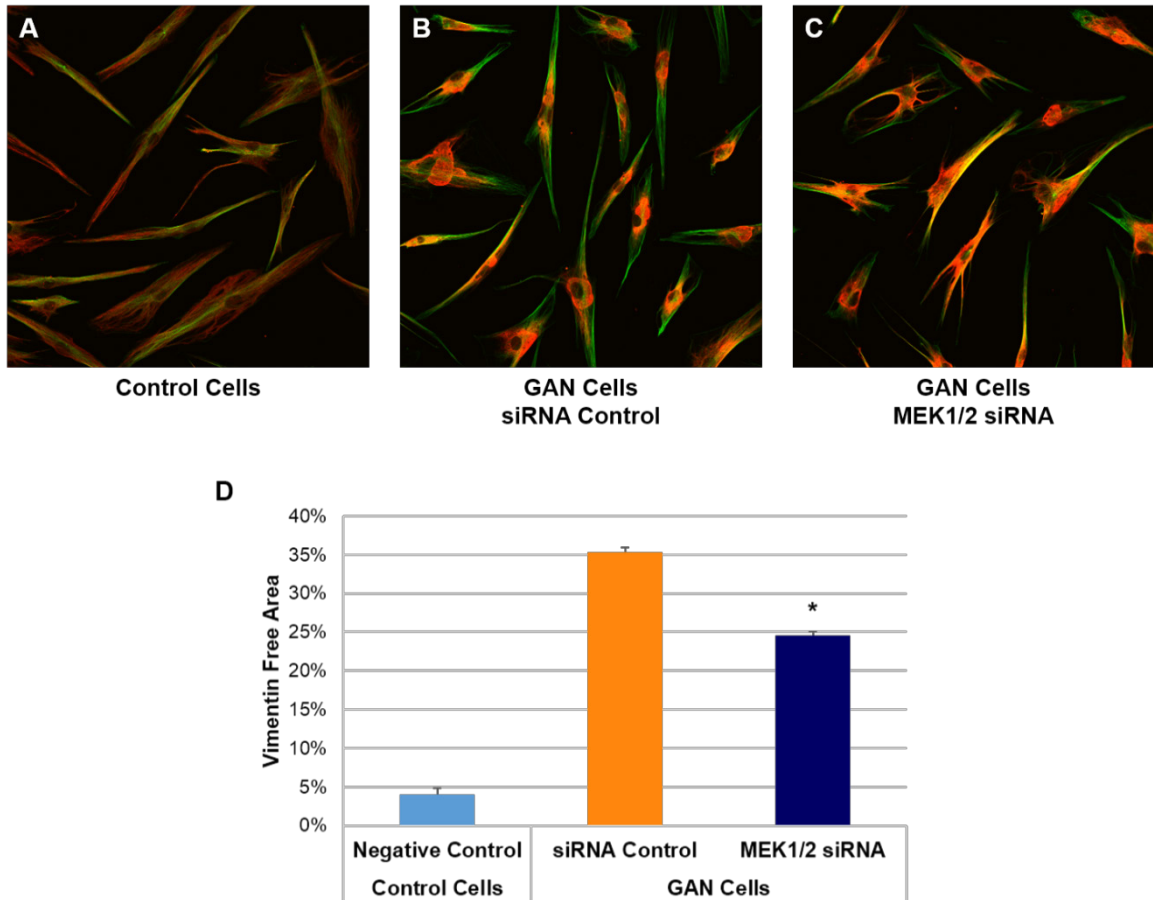 A
B
C
Control Cells
GAN Cells
siRNA Control
GAN Cells
MEK1/2 siRNA
D
Vimentin Free Area
40%
35%
30%
25%
20%
15%
10%
5%
0%
*
Negative Control
siRNA Control
MEK1/2 siRNA
Control Cells
GAN Cells